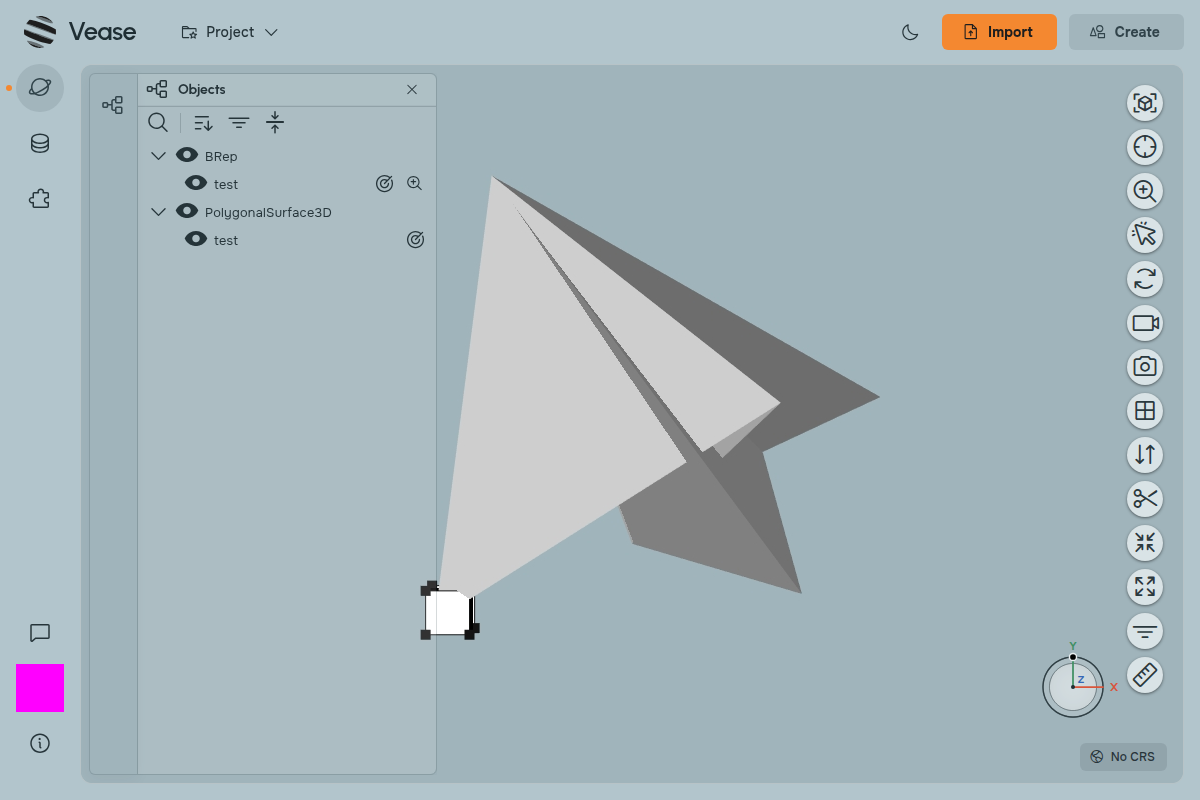 Vease
Project
Import
Create
Objects
BRep
test
PolygonalSurface3D
test
Y
Z
X
No CRS